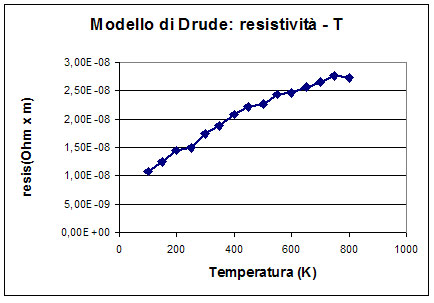 Modello di Drude: resistività - T
resis(Ohm x m)
3,00E-08
2,50E-08
2,00E-08
1,50E-08
1,00E-08
5,00E-09
0,00E+00
0 200 400 600 800 1000
Temperatura (K)